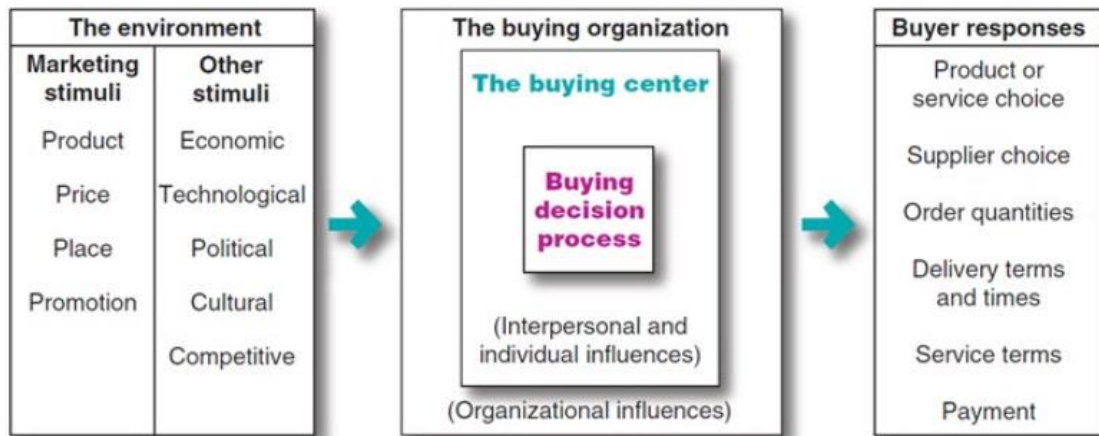 The environment
Marketing
stimuli
Product
Price
Place
Promotion
Other
stimuli
Economic
Technological
Political
Cultural
Competitive
The buying organization
The buying center
Buying
decision
process
(Interpersonal and
individual influences)
(Organizational influences)
Buyer responses
Product or
service choice
Supplier choice
Order quantities
Delivery terms
and times
Service terms
Payment